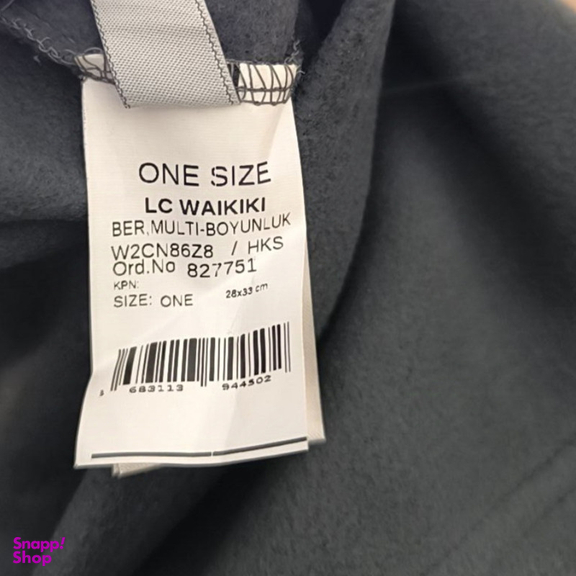 ONE SIZE
LC WAIKIKI
BER,MULTI-BOYUNLUK
W2CN86Z8 / HKS
Ord.No 827751
KPN:
SIZE: ONE 28x33 cm
683113 944502
Snapp!
Shop